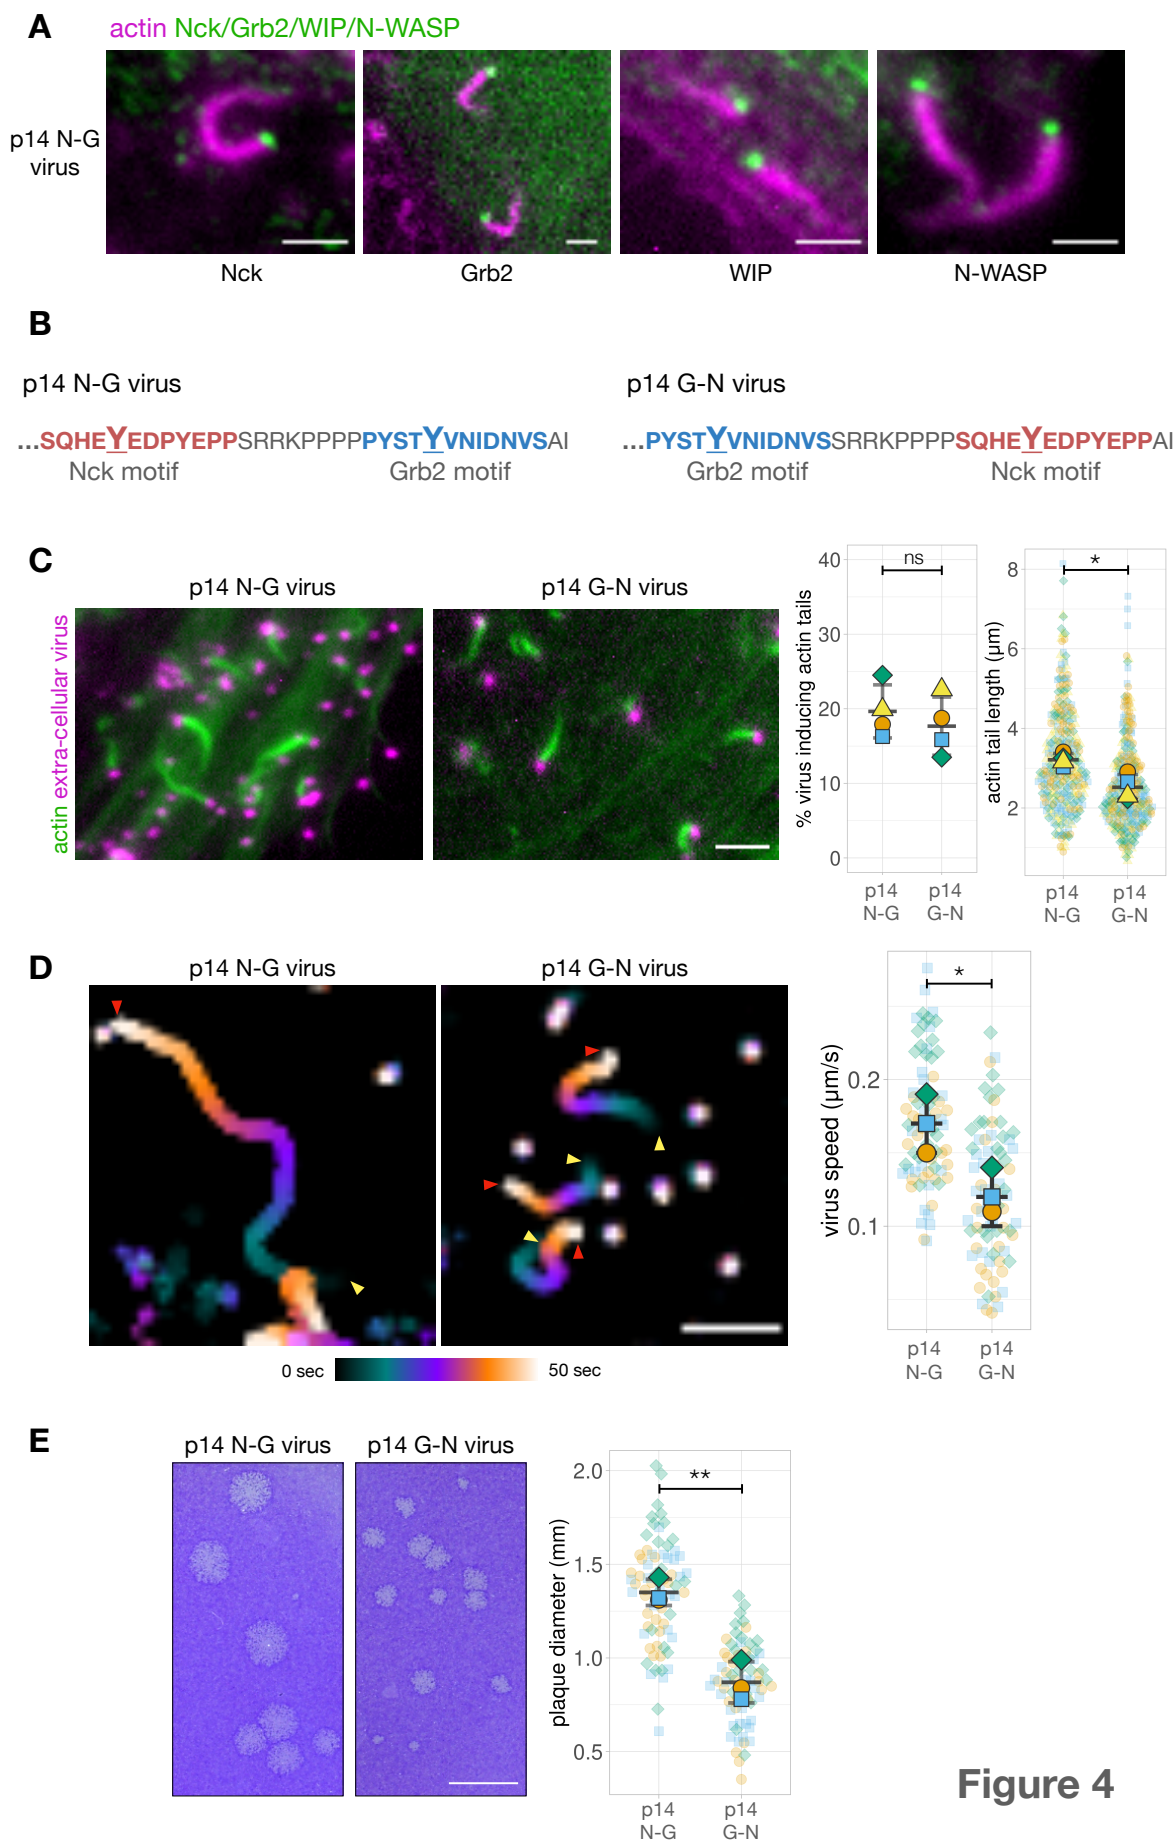 A
actin Nck/Grb2/WIP/N-WASP
p14 N-G
virus
Nck
Grb2
WIP
N-WASP
B
p14 N-G virus
p14 G-N virus
...SQHEYEDPYEPPSRRKPPPPPYSTYVNIDNVSAI
Nck motif
Grb2 motif
...PYSTYVNIDNVSSRRKPPPPSQHEYEDPYEPPAI
Grb2 motif
Nck motif
C
p14 N-G virus
p14 G-N virus
actin extra-cellular virus
% virus inducing actin tails
40
30
20
10
0
ns
p14
N-G
p14
G-N
actin tail length (µm)
8
6
4
2
*
p14
N-G
p14
G-N
D
p14 N-G virus
p14 G-N virus
0 sec
50 sec
virus speed (µm/s)
0.2
0.1
*
p14
N-G
p14
G-N
E
p14 N-G virus
p14 G-N virus
plaque diameter (mm)
2.0
1.5
1.0
0.5
**
p14
N-G
p14
G-N
Figure 4